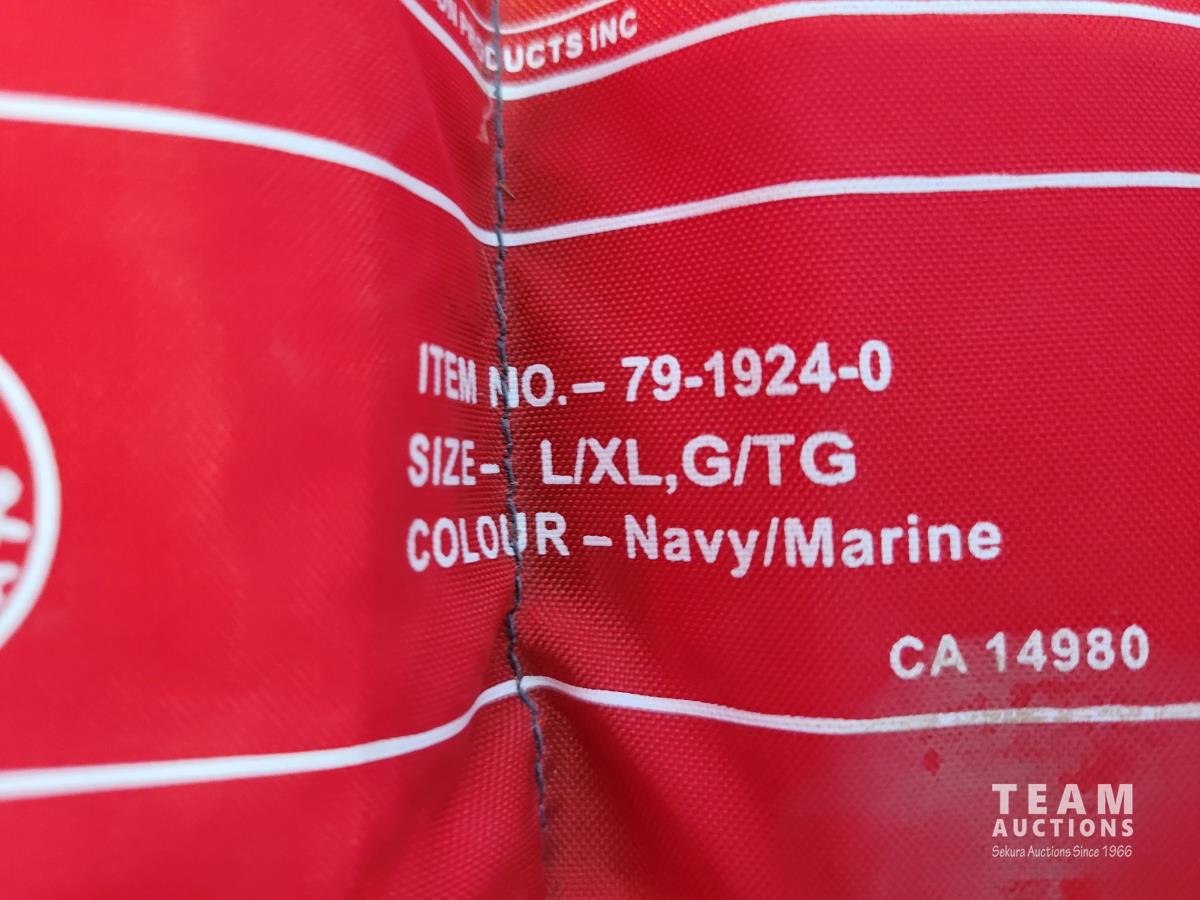 PRODUCTS INC
ITEM NO.– 79-1924-0
SIZE- L/XL,G/TG
COLOUR – Navy/Marine
CA 14980
TEAM
AUCTIONS
Sekura Auctions Since 1966